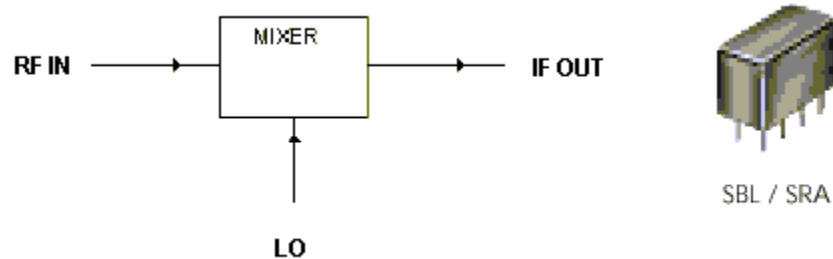 MIXER
RF IN
IF OUT
SBL / SRA
LO